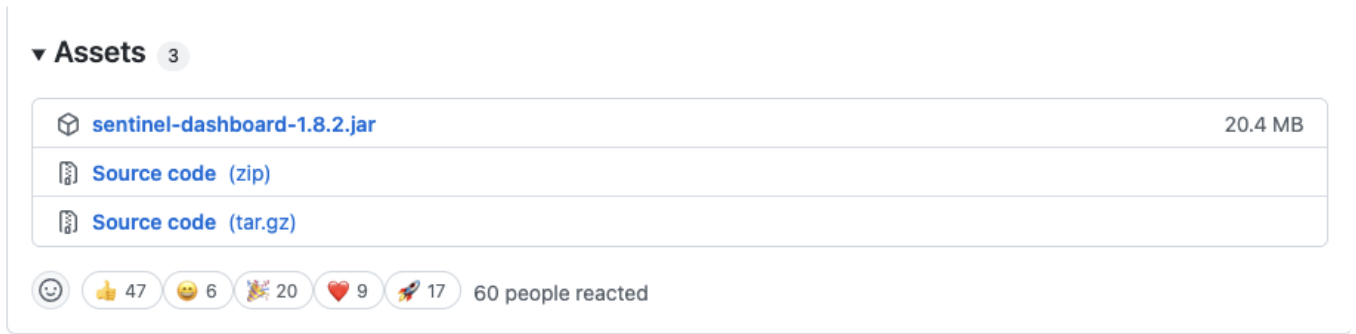 Assets 3
sentinel-dashboard-1.8.2.jar 20.4 MB
Source code (zip)
Source code (tar.gz)
👍 47 😄 6 🎉 20 ❤️ 9 🚀 17 60 people reacted